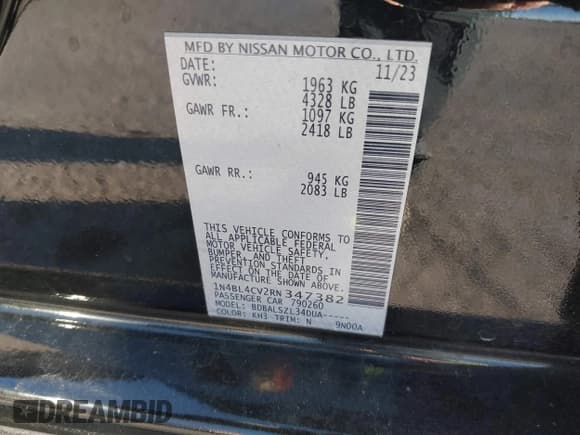 MFD BY NISSAN MOTOR CO., LTD.
DATE: 11/23
GVWR: 1963 KG
4328 LB
GAWR FR.: 1097 KG
2418 LB
GAWR RR.: 945 KG
2083 LB
THIS VEHICLE CONFORMS TO
ALL APPLICABLE FEDERAL
MOTOR VEHICLE SAFETY,
BUMPER, AND THEFT
PREVENTION STANDARDS IN
EFFECT ON THE DATE OF
MANUFACTURE SHOWN ABOVE.
1N4BL4CV2RN347382
PASSENGER CAR 790260
MODEL: BDBALSZL34DUA-----
COLOR: KH3 TRIM: N 9N00A
DREAMBID